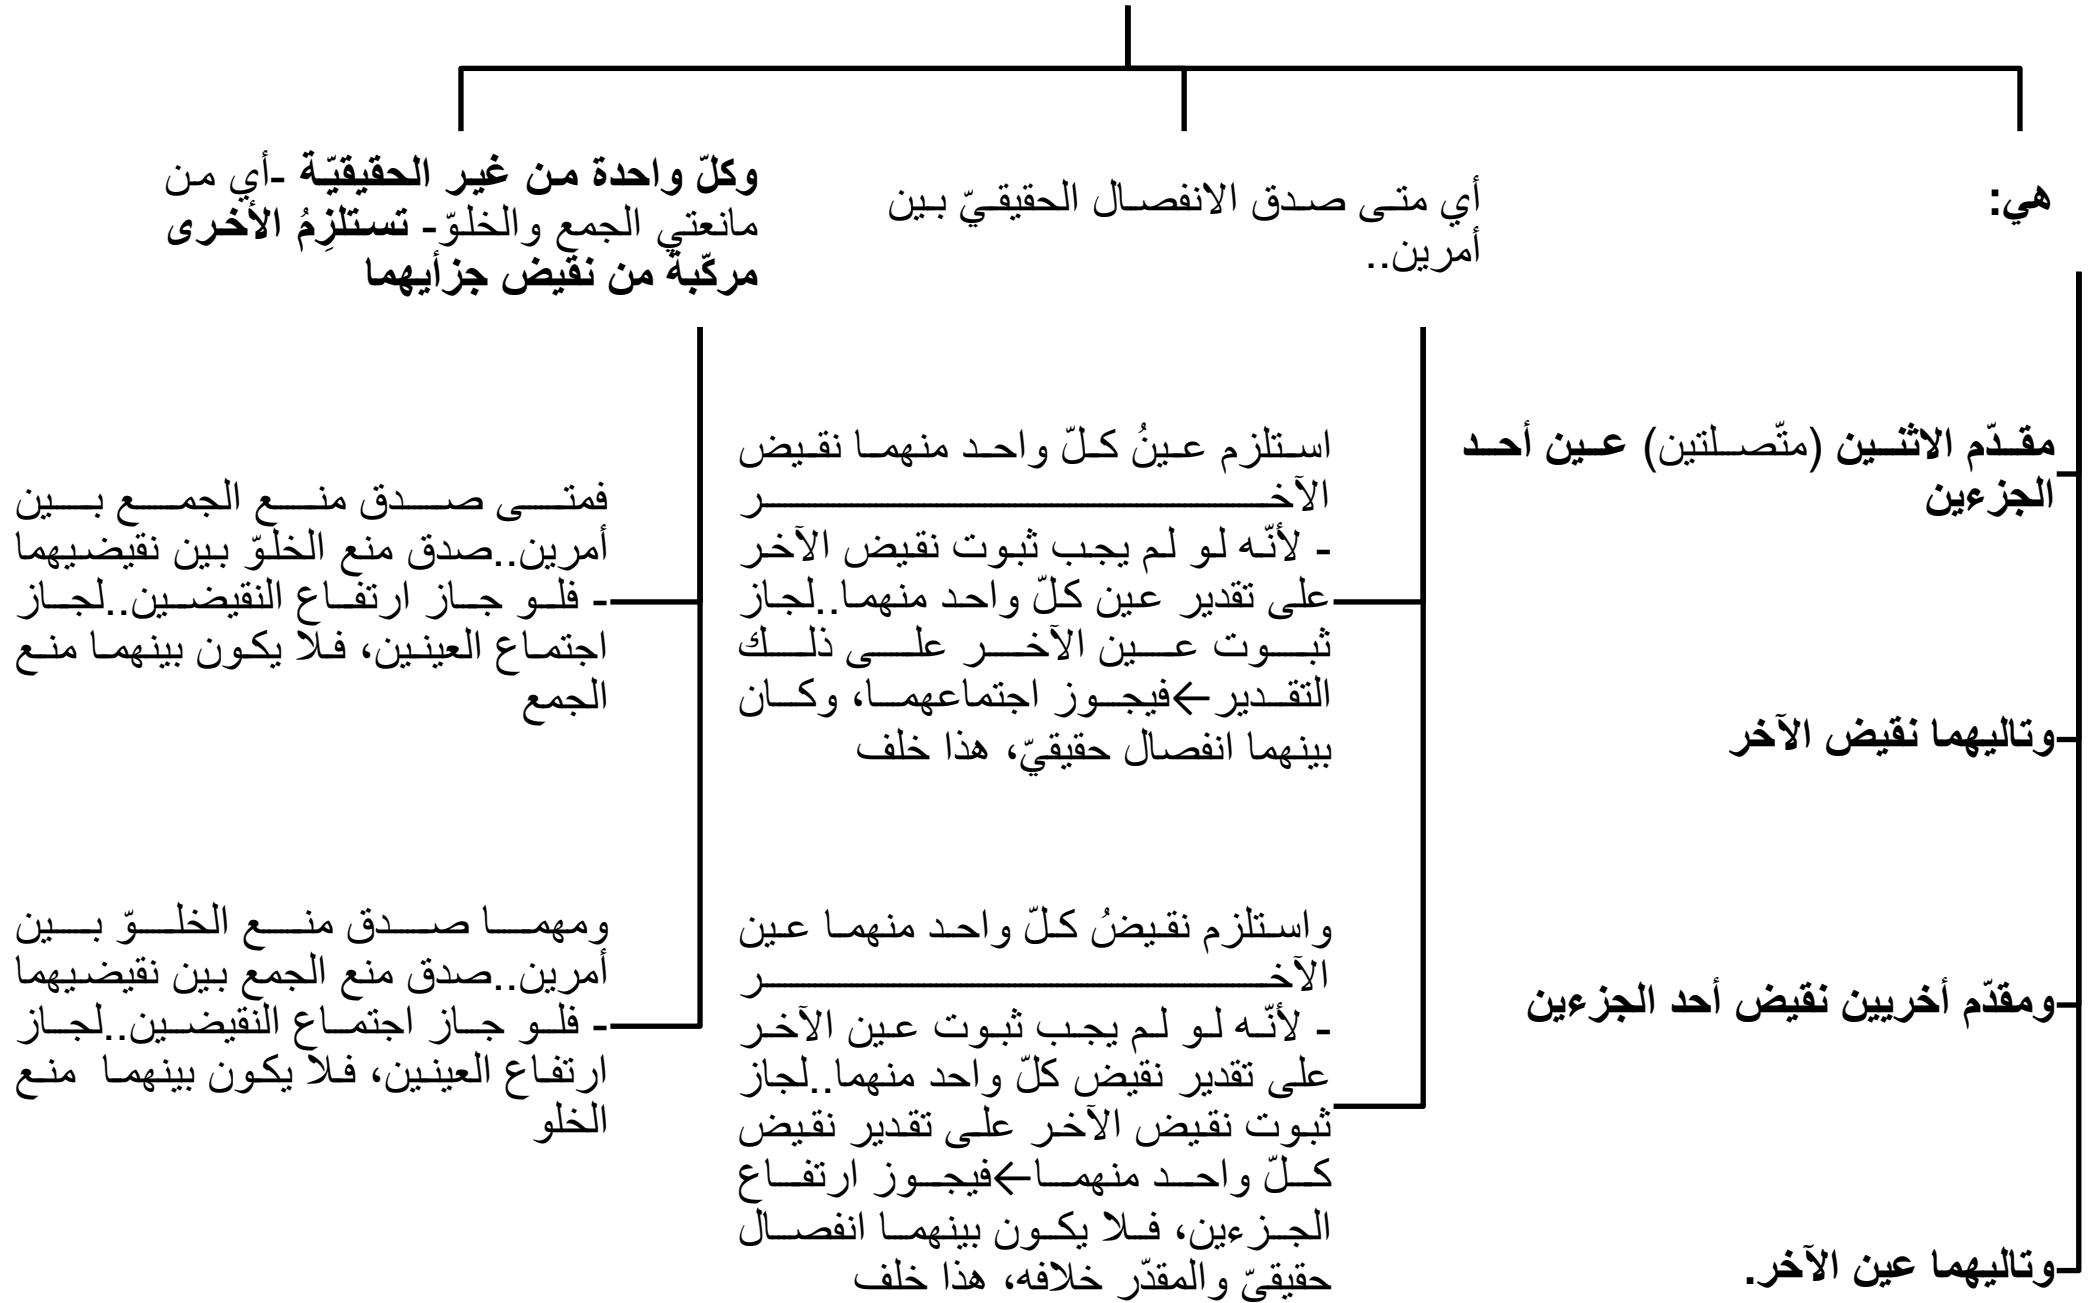 هي:
مقدّم الاثنين (متّصلتين) عين أحد
الجزءين
وتاليهما نقيض الآخر
ومقدّم أخريين نقيض أحد الجزءين
وتاليهما عين الآخر.
أي متى صدق الانفصال الحقيقيّ بين
أمرين..
استلزم عينُ كلّ واحد منهما نقيض
الآخر
- لأنّه لو لم يجب ثبوت نقيض الآخر
على تقدير عين كلّ واحد منهما..لجاز
ثبوت عين الآخر على ذلك
التقدير←فيجوز اجتماعهما، وكان
بينهما انفصال حقيقيّ، هذا خلف
واستلزم نقيضُ كلّ واحد منهما عين
الآخر
- لأنّه لو لم يجب ثبوت عين الآخر
على تقدير نقيض كلّ واحد منهما..لجاز
ثبوت نقيض الآخر على تقدير نقيض
كلّ واحد منهما←فيجوز ارتفاع
الجزءين، فلا يكون بينهما انفصال
حقيقيّ والمقدّر خلافه، هذا خلف
وكلّ واحدة من غير الحقيقيّة -أي من
مانعتي الجمع والخلوّ- تستلزِمُ الأخرى
مركّبة من نقيض جزأيهما
فمتى صدق منع الجمع بين
أمرين..صدق منع الخلوّ بين نقيضيهما
- فلو جاز ارتفاع النقيضين..لجاز
اجتماع العينين، فلا يكون بينهما منع
الجمع
ومهما صدق منع الخلوّ بين
أمرين..صدق منع الجمع بين نقيضيهما
- فلو جاز اجتماع النقيضين..لجاز
ارتفاع العينين، فلا يكون بينهما منع
الخلو